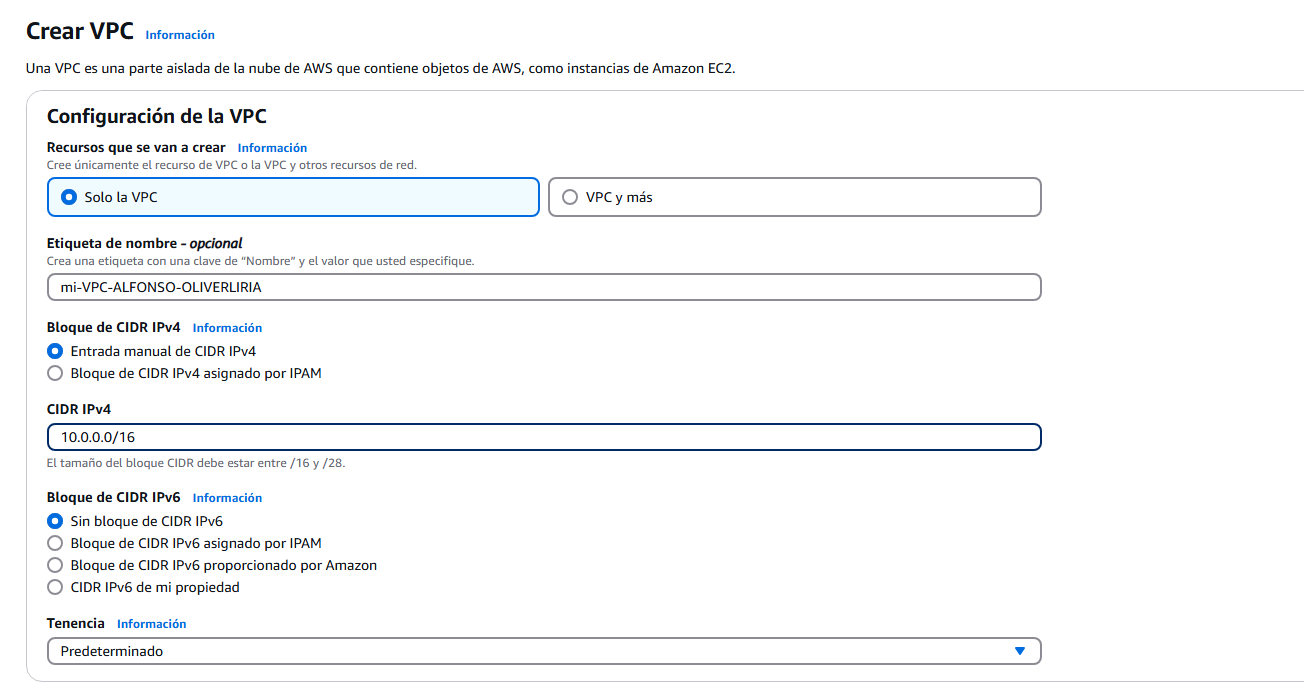 Crear VPC Información
Una VPC es una parte aislada de la nube de AWS que contiene objetos de AWS, como instancias de Amazon EC2.
Configuración de la VPC
Recursos que se van a crear Información
Cree únicamente el recurso de VPC o la VPC y otros recursos de red.
Solo la VPC VPC y más
Etiqueta de nombre - opcional
Crea una etiqueta con una clave de “Nombre” y el valor que usted especifique.
mi-VPC-ALFONSO-OLIVERLIRIA
Bloque de CIDR IPv4 Información
Entrada manual de CIDR IPv4
Bloque de CIDR IPv4 asignado por IPAM
CIDR IPv4
10.0.0.0/16
El tamaño del bloque CIDR debe estar entre /16 y /28.
Bloque de CIDR IPv6 Información
Sin bloque de CIDR IPv6
Bloque de CIDR IPv6 asignado por IPAM
Bloque de CIDR IPv6 proporcionado por Amazon
CIDR IPv6 de mi propiedad
Tenencia Información
Predeterminado